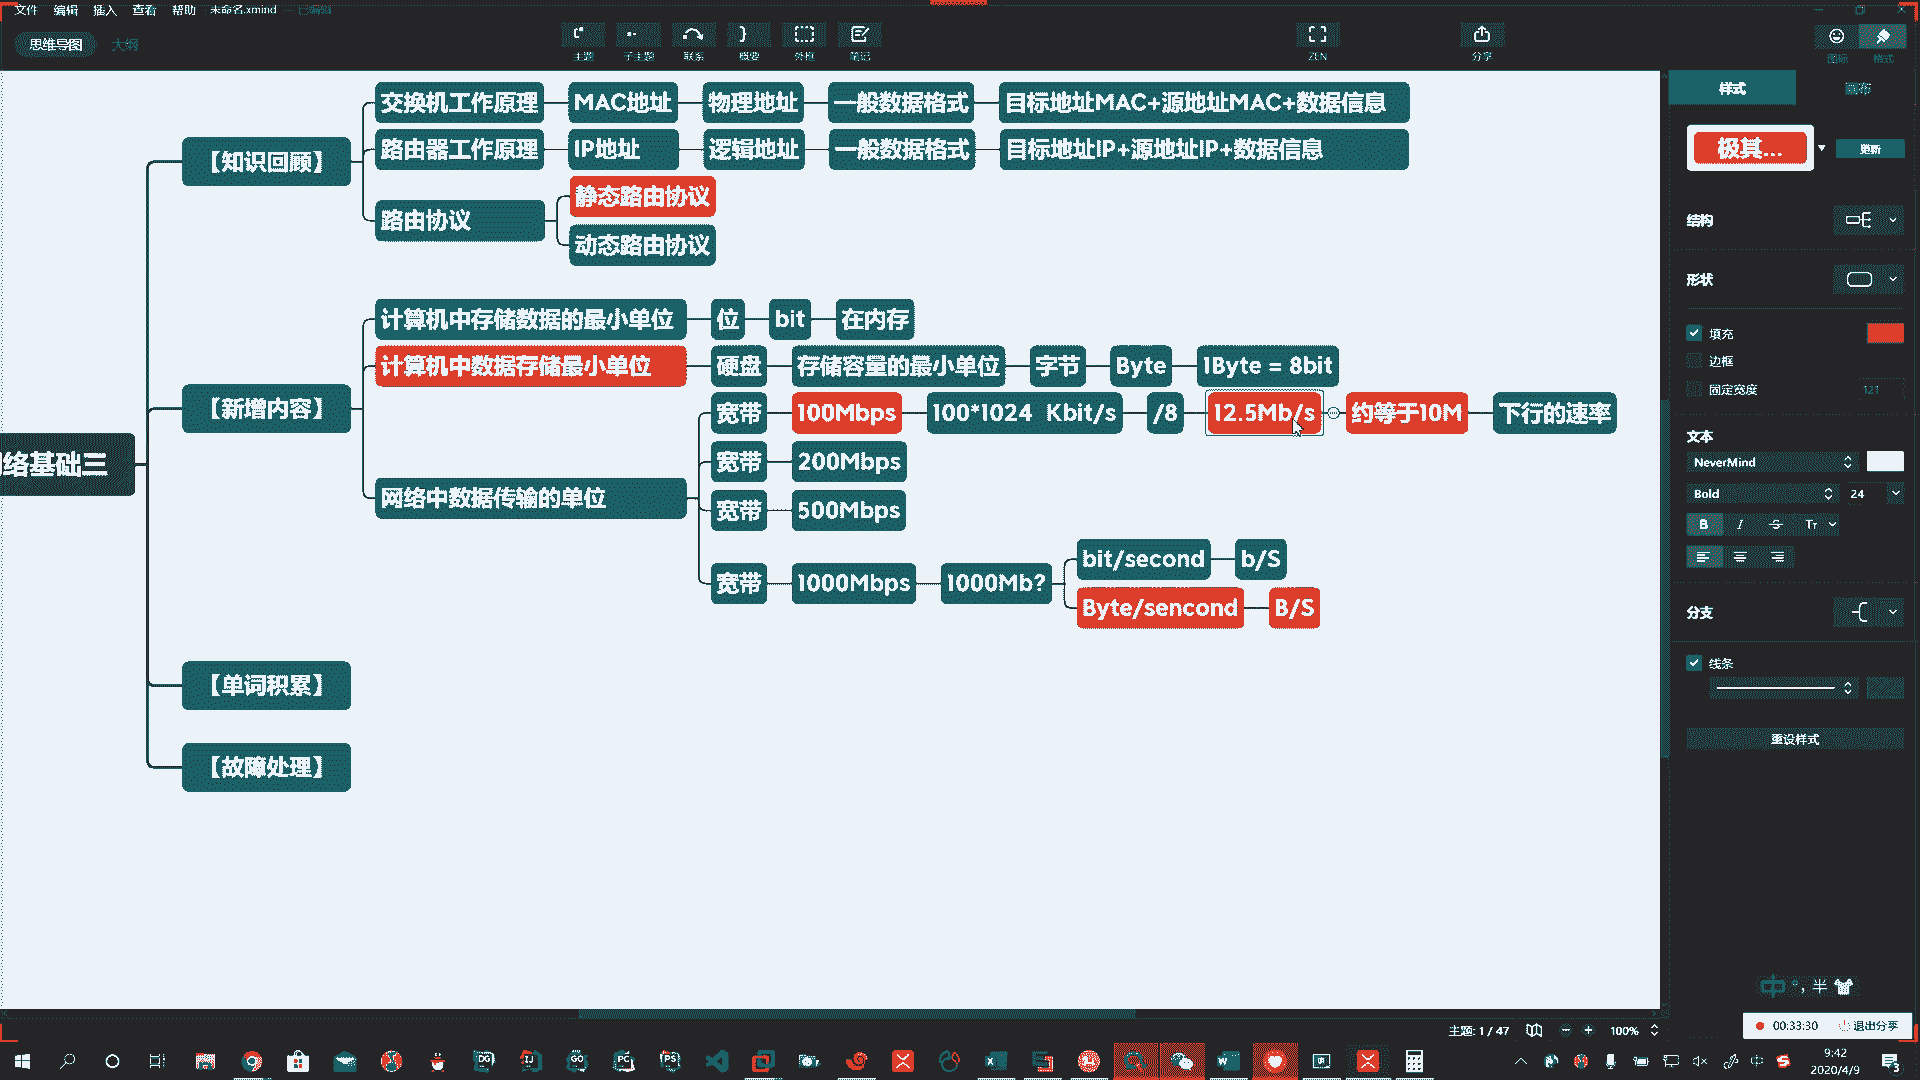 文件 编辑 插入 查看 帮助 未命名.xmind — 已编辑
思维导图 大纲
主题 子主题 联系 概要 外框 笔记 ZEN 分享 图标 格式
【知识回顾】
交换机工作原理 MAC地址 物理地址 一般数据格式 目标地址MAC+源地址MAC+数据信息
路由器工作原理 IP地址 逻辑地址 一般数据格式 目标地址IP+源地址IP+数据信息
路由协议
静态路由协议
动态路由协议
络基础三
【新增内容】
计算机中存储数据的最小单位 位 bit 在内存
计算机中数据存储最小单位 硬盘 存储容量的最小单位 字节 Byte 1Byte = 8bit
网络中数据传输的单位
宽带 100Mbps 100*1024 Kbit/s /8 12.5Mb/s 约等于10M 下行的速率
宽带 200Mbps
宽带 500Mbps
宽带 1000Mbps 1000Mb?
bit/second b/S
Byte/sencond B/S
【单词积累】
【故障处理】
样式 画布
极其... 更新
结构
形状
填充
边框
固定宽度 121
文本
NeverMind
Bold 24
B I S Tт
分支
线条
重设样式
中 °, 半
主题: 1 / 47 100%
00:33:30 退出分享
DG IJ GO PC PS
中
9:42
2020/4/9
3